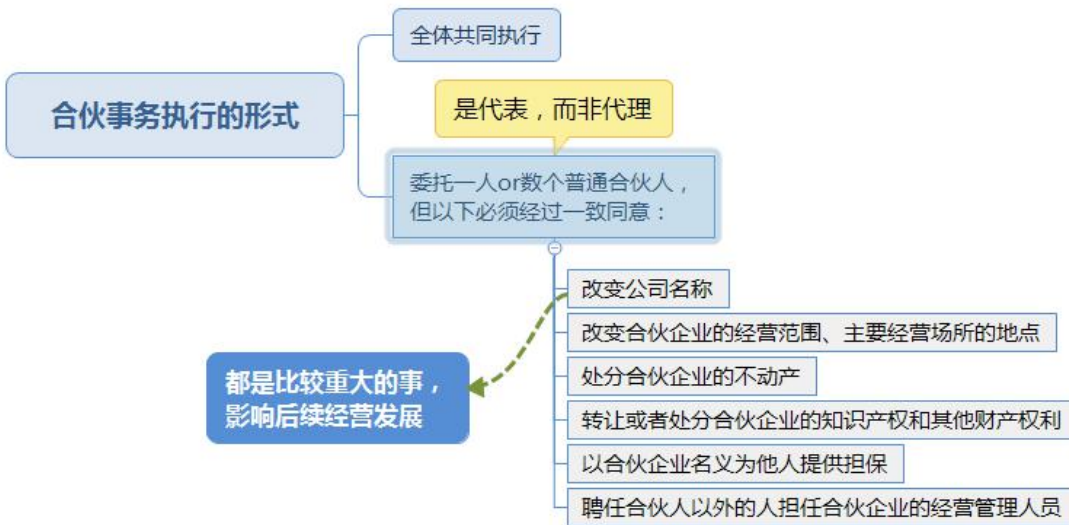 全体共同执行
合伙事务执行的形式
是代表，而非代理
委托一人or数个普通合伙人，
但以下必须经过一致同意：
改变公司名称
改变合伙企业的经营范围、主要经营场所的地点
都是比较重大的事，
影响后续经营发展
处分合伙企业的不动产
转让或者处分合伙企业的知识产权和其他财产权利
以合伙企业名义为他人提供担保
聘任合伙人以外的人担任合伙企业的经营管理人员